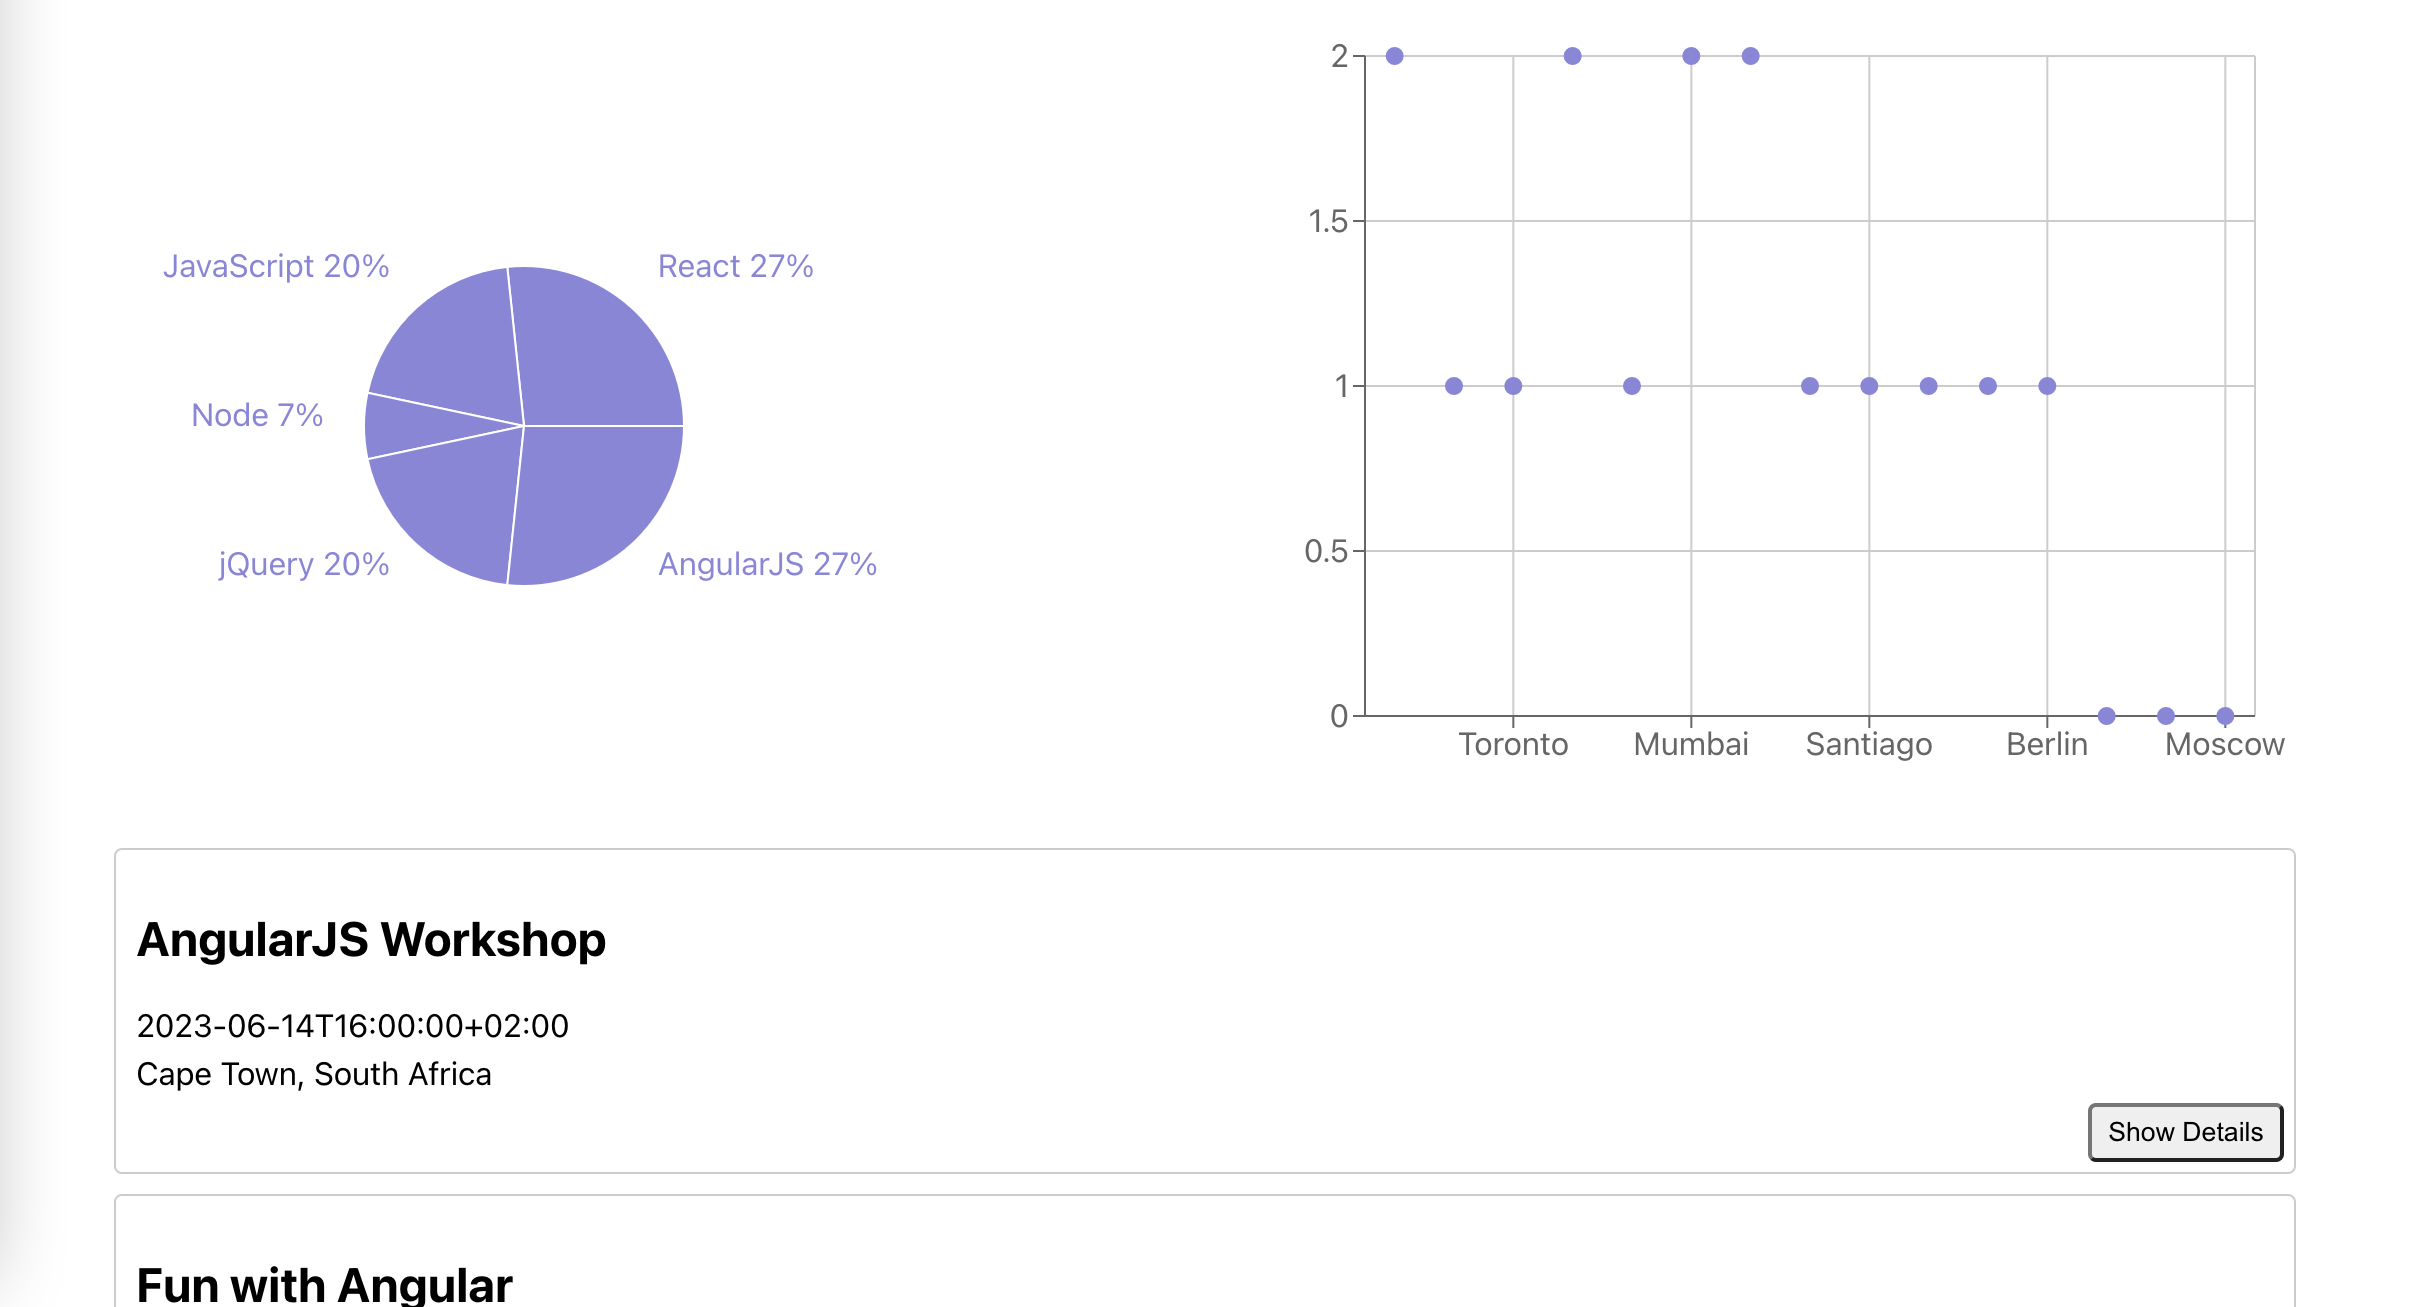 JavaScript 20%
React 27%
Node 7%
jQuery 20%
AngularJS 27%
2
1.5
1
0.5
0
Toronto Mumbai Santiago Berlin Moscow
AngularJS Workshop
2023-06-14T16:00:00+02:00
Cape Town, South Africa
Show Details
Fun with Angular